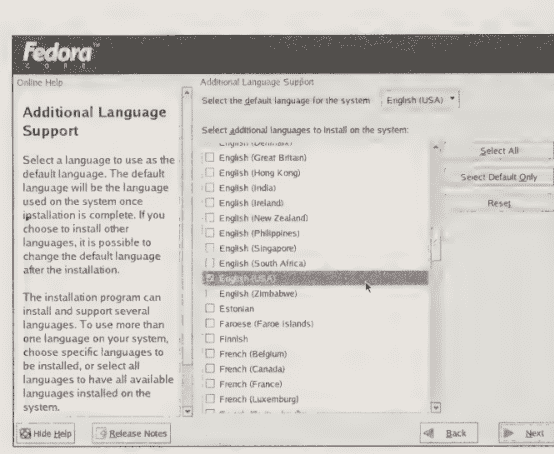 Fedora™
CORE
Online Help
Additional Language
Support
Select a language to use as the
default language. The default
language will be the language
used on the system once
installation is complete. If you
choose to install other
languages, it is possible to
change the default language
after the installation.
The installation program can
install and support several
languages. To use more than
one language on your system,
choose specific languages to
be installed, or select all
languages to have all available
languages installed on the
system.
Hide Help
Release Notes
Additional Language Support
Select the default language for the system
English (USA)
Select additional languages to install on the system:
English (Denmark)
English (Great Britain)
English (Hong Kong)
English (India)
English (Ireland)
English (New Zealand)
English (Philippines)
English (Singapore)
English (South Africa)
English (USA)
English (Zimbabwe)
Estonian
Faroese (Faroe Islands)
Finnish
French (Belgium)
French (Canada)
French (France)
French (Luxemburg)
Select All
Select Default Only
Reset
Back
Next